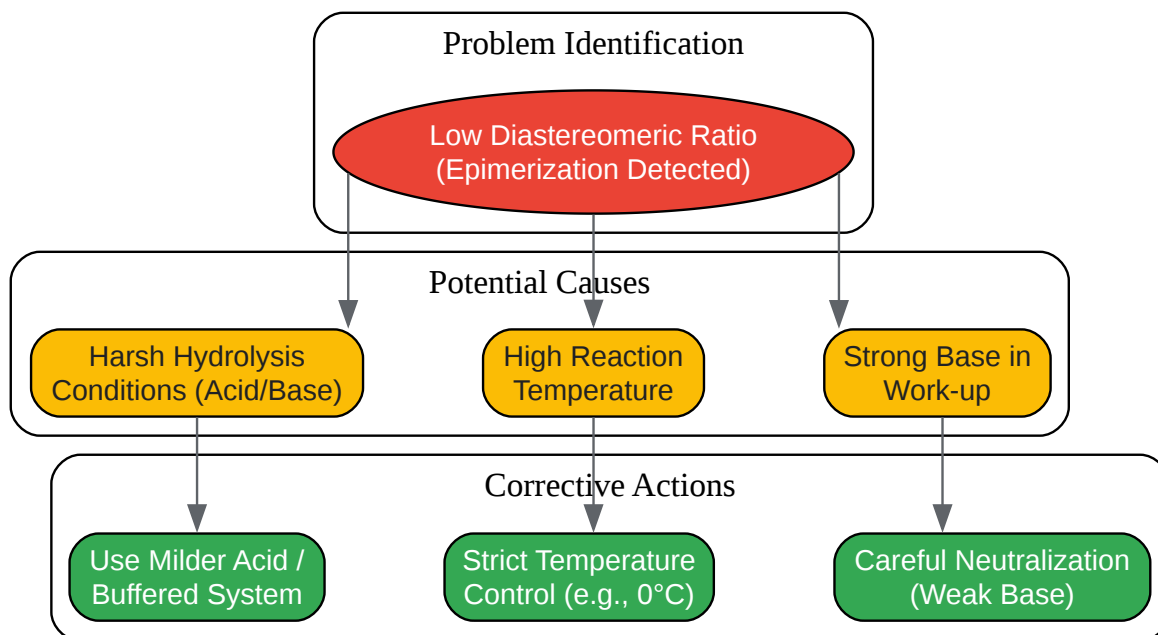 Problem Identification
Low Diastereomeric Ratio
(Epimerization Detected)
Potential Causes
Harsh Hydrolysis
Conditions (Acid/Base)
High Reaction
Temperature
Strong Base in
Work-up
Corrective Actions
Use Milder Acid /
Buffered System
Strict Temperature
Control (e.g., 0°C)
Careful Neutralization
(Weak Base)